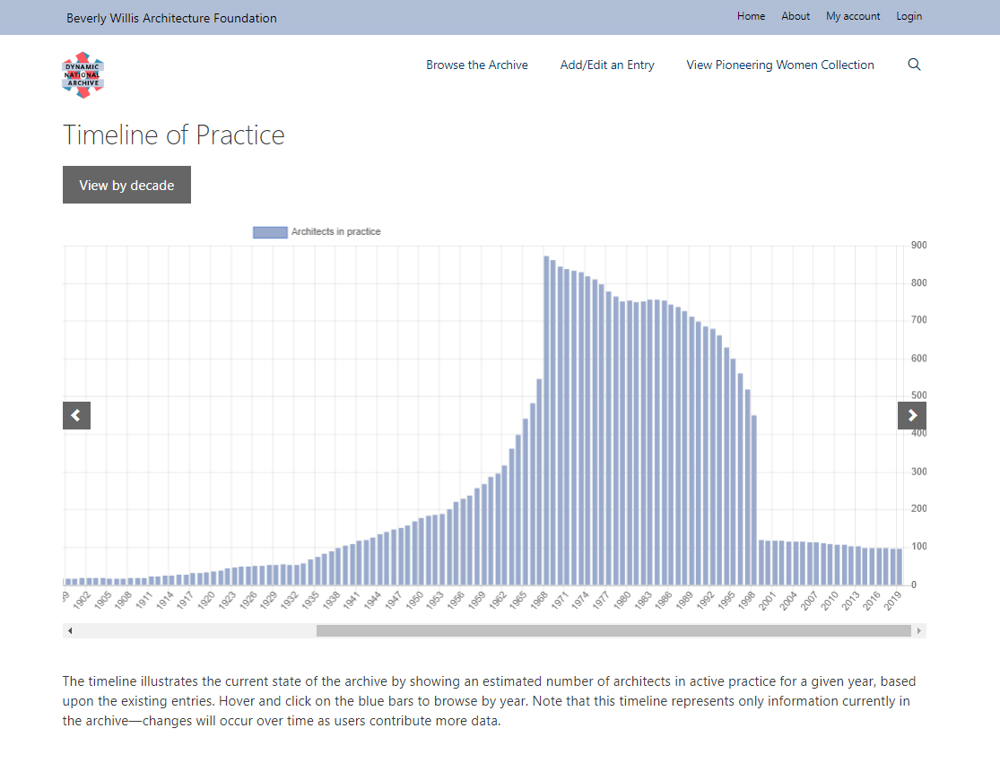 Beverly Willis Architecture Foundation
Home About My account Login
DYNAMIC
NATIONAL
ARCHIVE
Browse the Archive Add/Edit an Entry View Pioneering Women Collection
Timeline of Practice
View by decade
Architects in practice
900
800
700
600
500
400
300
200
100
0
1902 1905 1908 1911 1914 1917 1920 1923 1926 1929 1932 1935 1938 1941 1944 1947 1950 1953 1956 1959 1962 1965 1968 1971 1974 1977 1980 1983 1986 1989 1992 1995 1998 2001 2004 2007 2010 2013 2016 2019
The timeline illustrates the current state of the archive by showing an estimated number of architects in active practice for a given year, based
upon the existing entries. Hover and click on the blue bars to browse by year. Note that this timeline represents only information currently in
the archive—changes will occur over time as users contribute more data.